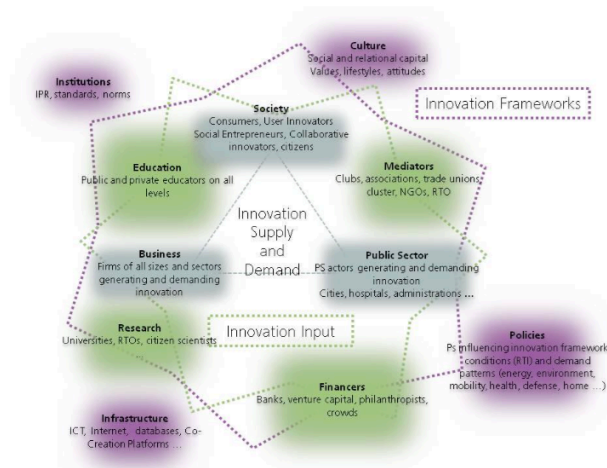 Culture
Social and relational capital
Values, lifestyles, attitudes
Institutions
IPR, standards, norms
Innovation Frameworks
Society
Consumers, User Innovators
Social Entrepreneurs, Collaborative
innovators, citizens
Education
Public and private educators on all
levels
Mediators
Clubs, associations, trade unions,
cluster, NGOs, RTO
Innovation
Supply
and
Demand
Business
Firms of all sizes and sectors
generating and demanding
innovation
Public Sector
PS actors generating and demanding
innovation
Cities, hospitals, administrations ...
Research
Universities, RTOs, citizen scientists
Innovation Input
Policies
Ps influencing innovation framework
conditions (RTI) and demand
patterns (energy, environment,
mobility, health, defense, home ...)
Financers
Banks, venture capital, philanthropists,
crowds
Infrastructure
ICT, Internet, databases, Co-
Creation Platforms ...